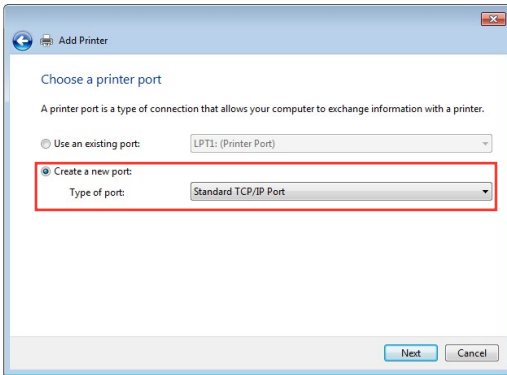 Add Printer
Choose a printer port
A printer port is a type of connection that allows your computer to exchange information with a printer.
Use an existing port: LPT1: (Printer Port)
Create a new port:
Type of port: Standard TCP/IP Port
Next Cancel